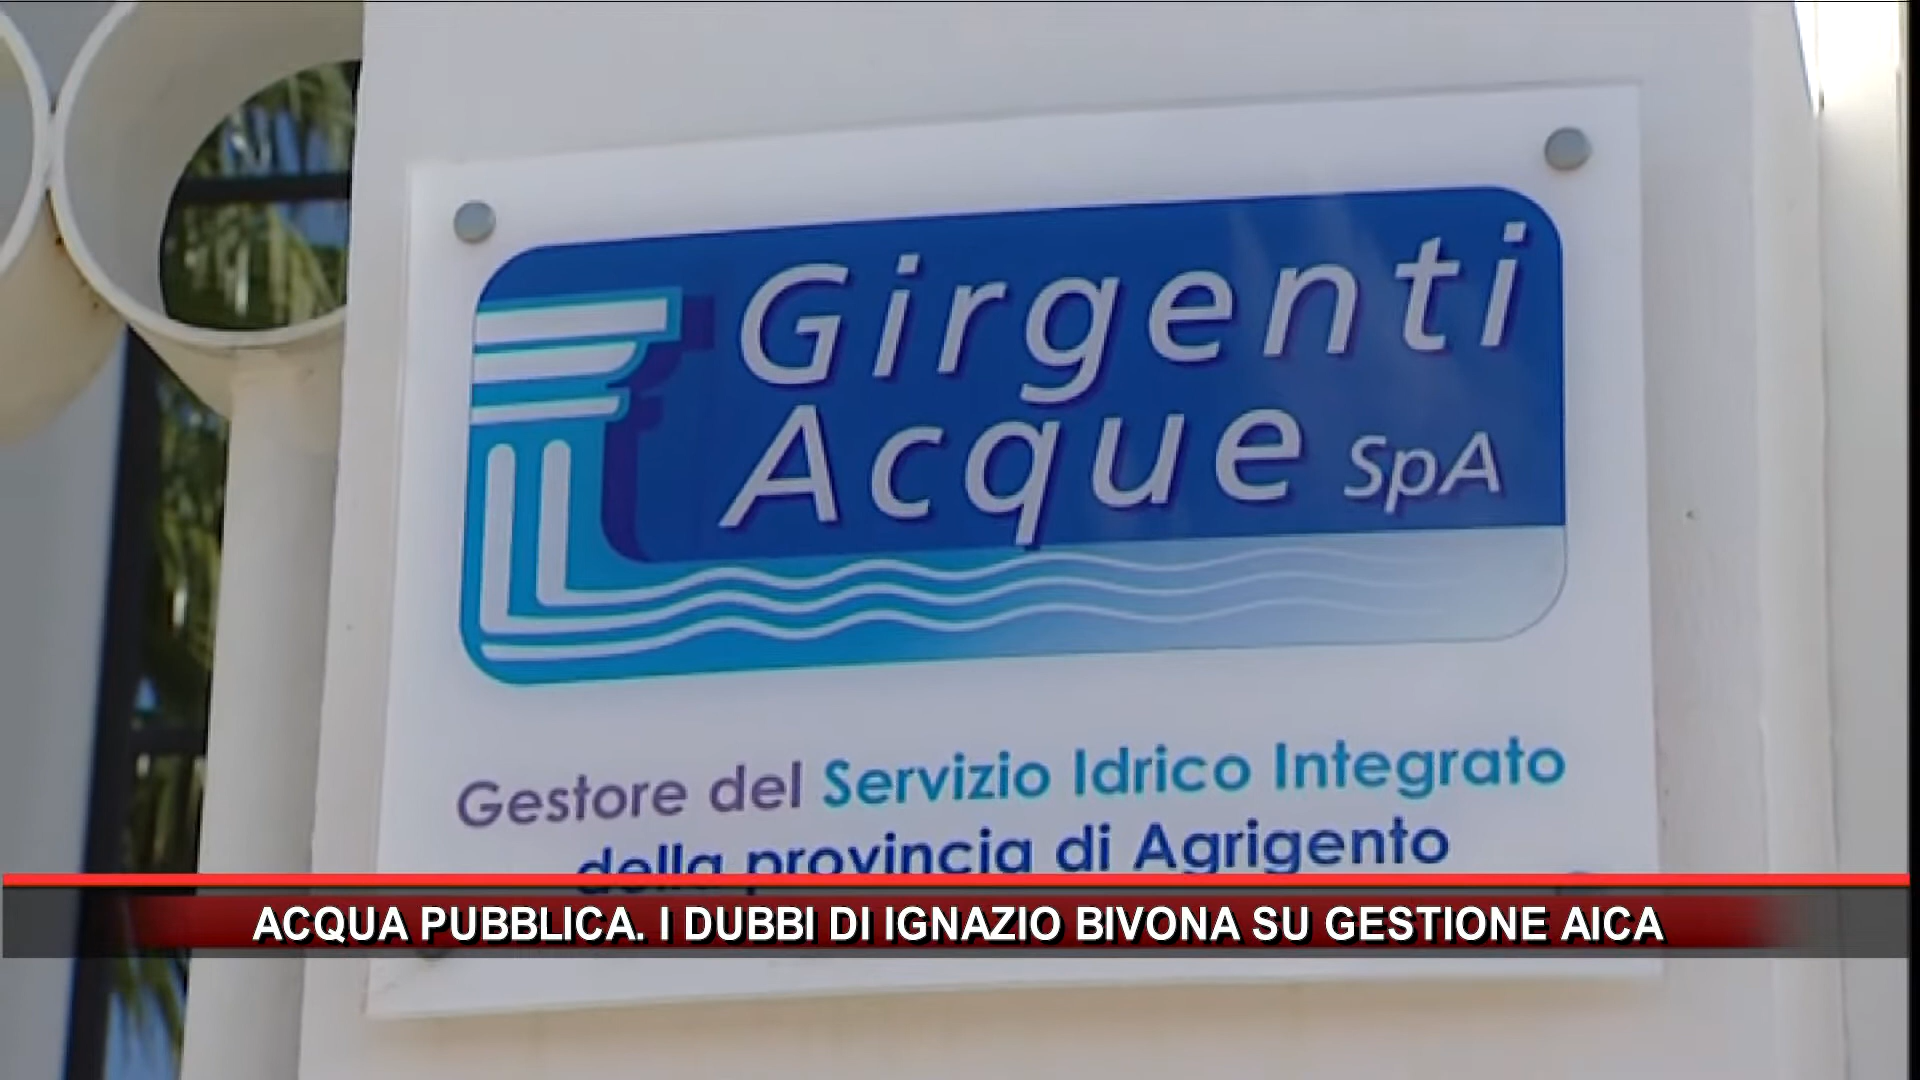 Girgenti
Acque SpA
Gestore del Servizio Idrico Integrato
della provincia di Agrigento
ACQUA PUBBLICA. I DUBBI DI IGNAZIO BIVONA SU GESTIONE AICA